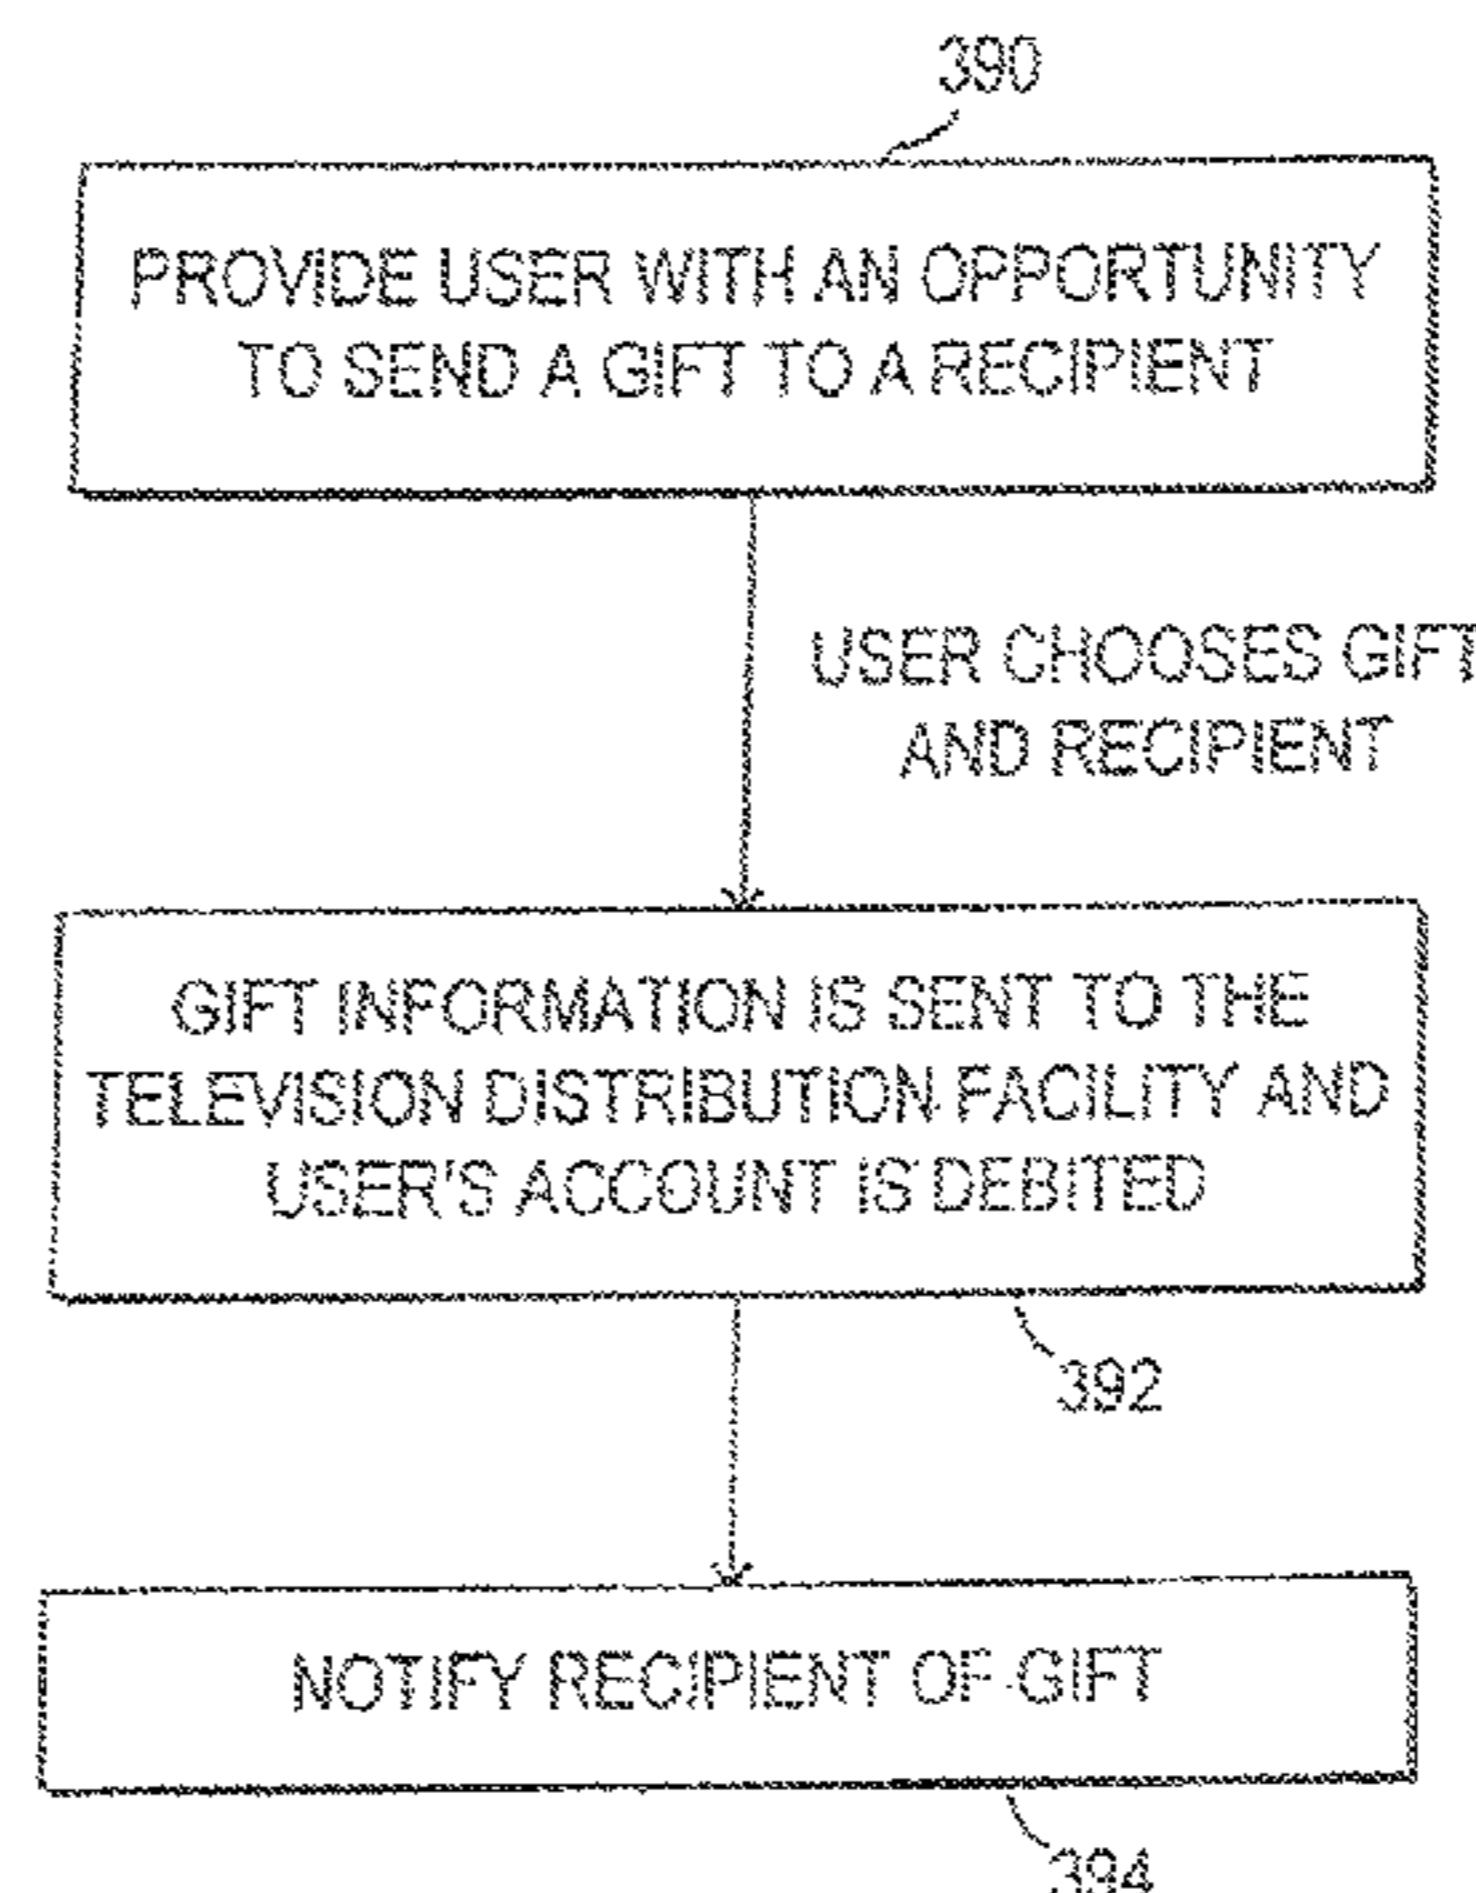 390
PROVIDE USER WITH AN OPPORTUNITY
TO SEND A GIFT TO A RECIPIENT
USER CHOOSES GIFT
AND RECIPIENT
GIFT INFORMATION IS SENT TO THE
TELEVISION DISTRIBUTION FACILITY AND
USER'S ACCOUNT IS DEBITED
392
NOTIFY RECIPIENT OF GIFT
394